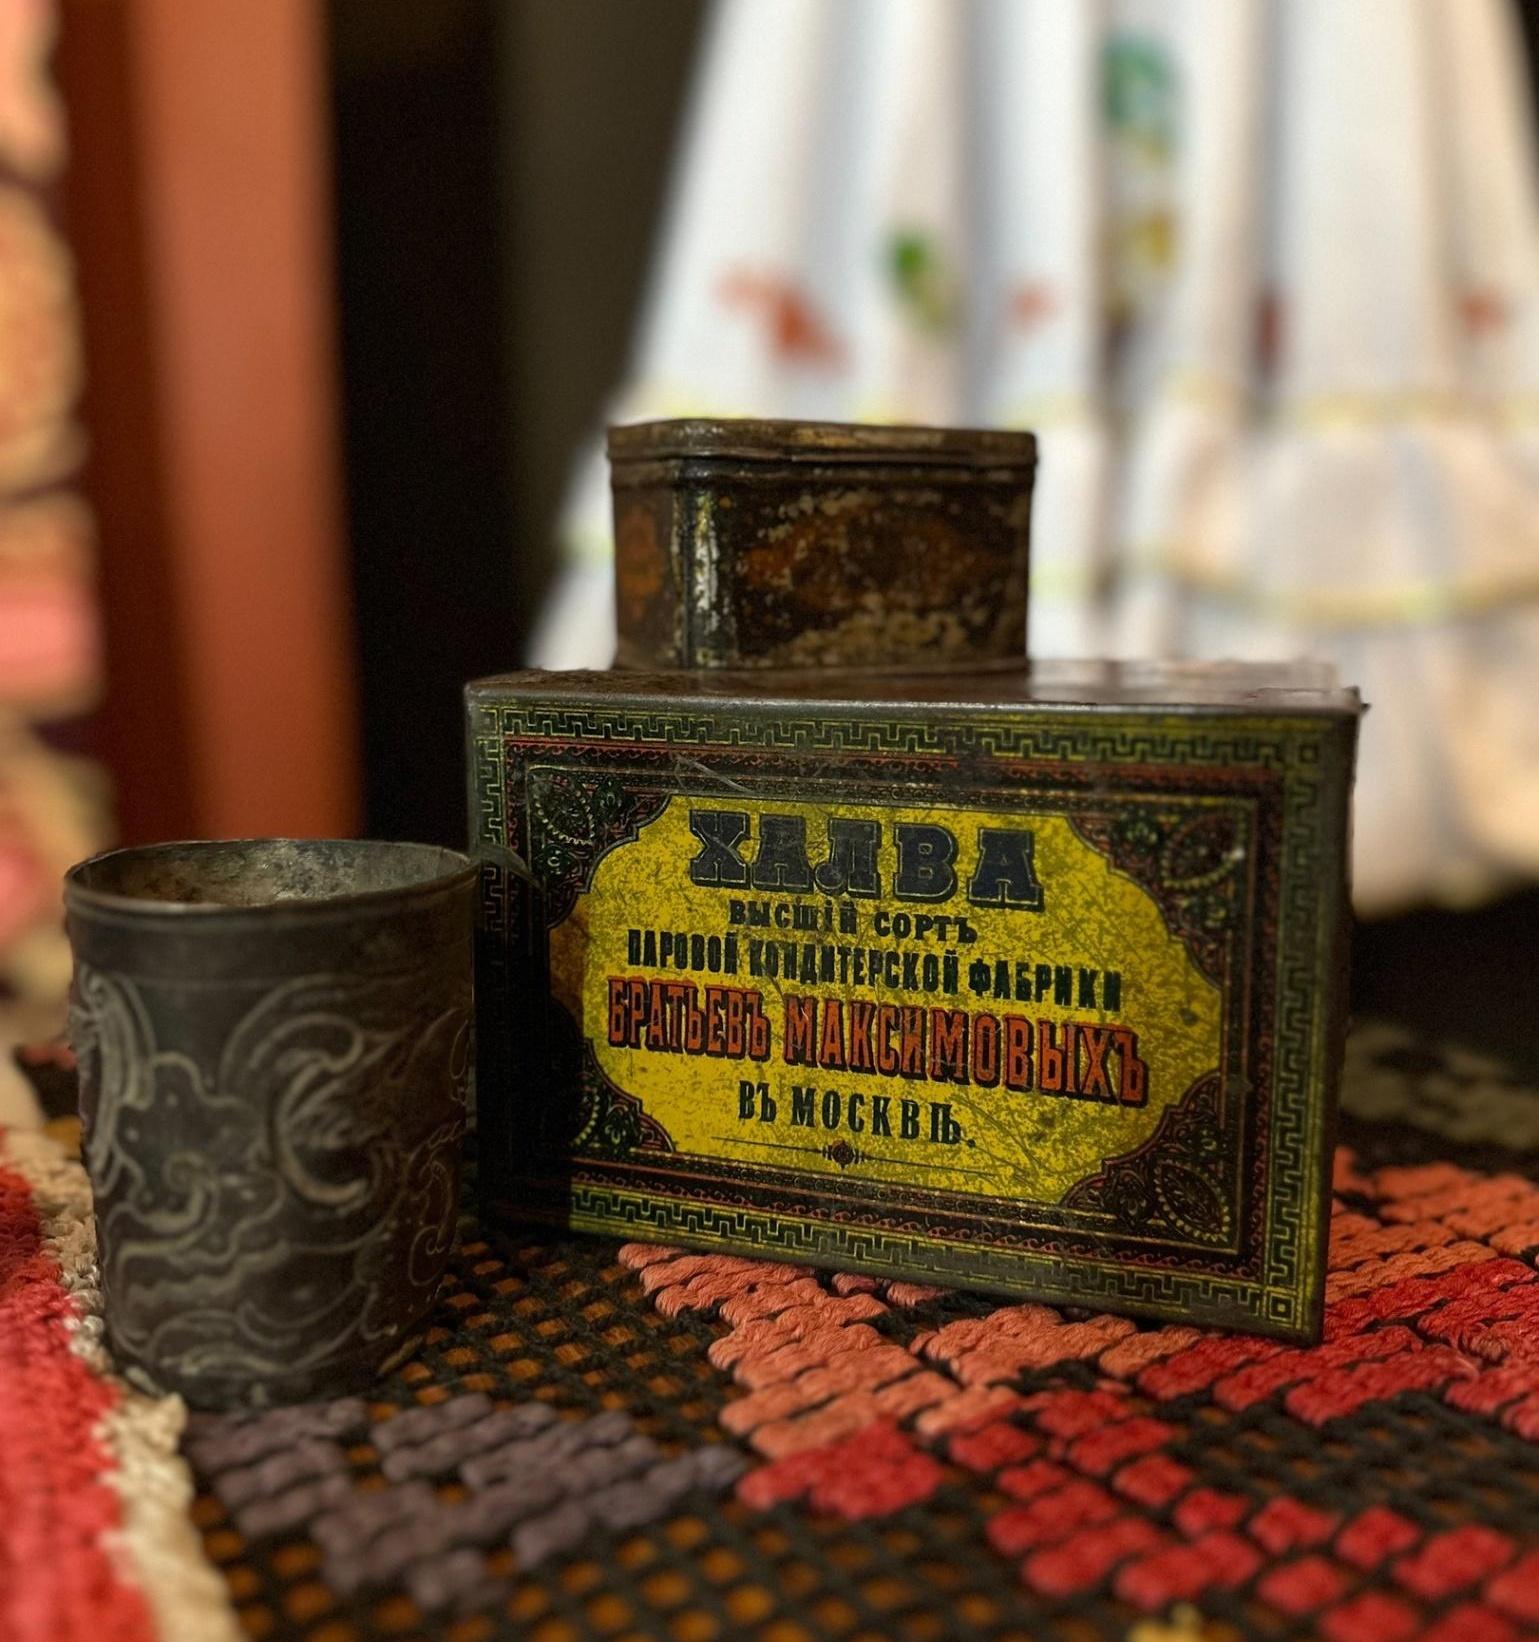 ХАЛВА
ВЫСШІЙ СОРТЪ
ПАРОВОЙ КОНДИТЕРСКОЙ ФАБРИКИ
БРАТЬЕВЪ МАКСИМОВЫХЪ
ВЪ МОСКВѢ.